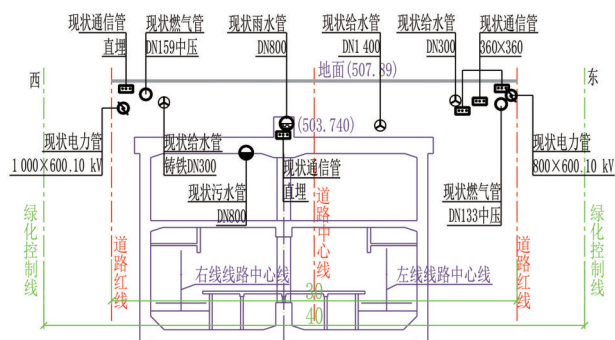 现状通信管
直埋
现状燃气管
DN159中压
现状雨水管
DN800
现状给水管
DN1 400
现状给水管
DN300
现状通信管
360×360
西
地面(507.89)
东
(503.740)
现状电力管
1 000×600.10 kV
现状给水管
铸铁DN300
现状污水管
DN800
现状通信管
直埋
现状燃气管
DN133中压
现状电力管
800×600.10 kV
绿化控制线
道路红线
右线线路中心线
道路中心线
左线线路中心线
道路红线
绿化控制线
30
40